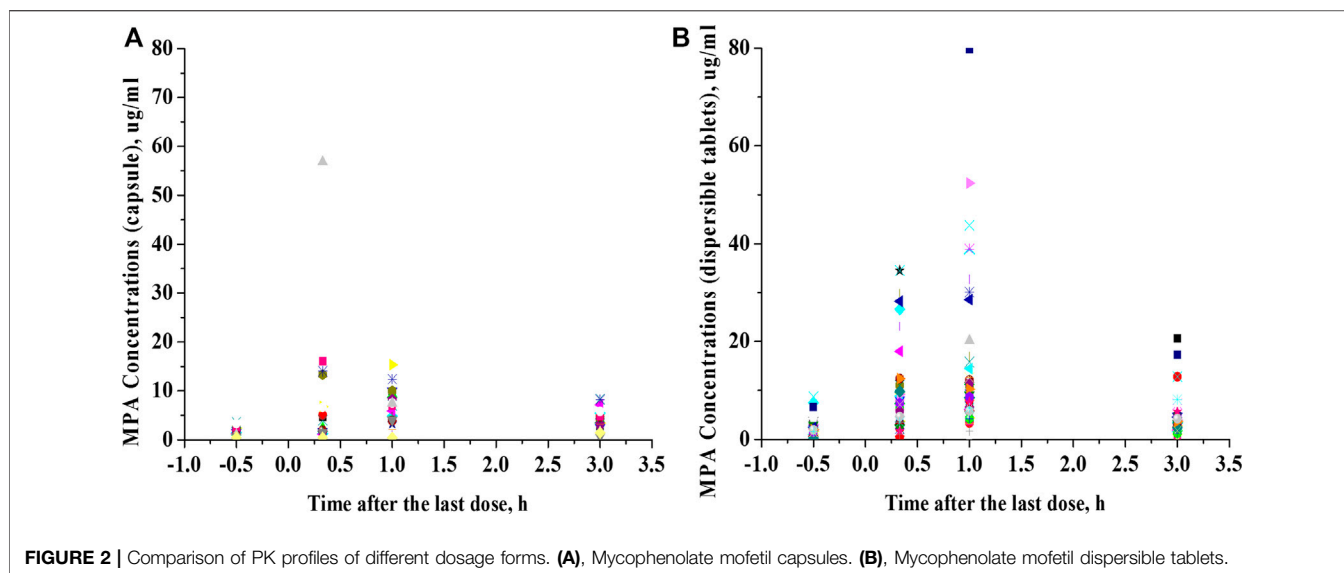 A
MPA Concentrations (capsule), ug/ml
80
70
60
50
40
30
20
10
0
-1.0 -0.5 0.0 0.5 1.0 1.5 2.0 2.5 3.0 3.5
Time after the last dose, h
B
MPA Concentrations (dispersible tablets), ug/ml
80
60
40
20
0
-1.0 -0.5 0.0 0.5 1.0 1.5 2.0 2.5 3.0 3.5
Time after the last dose, h
FIGURE 2 | Comparison of PK profiles of different dosage forms. (A), Mycophenolate mofetil capsules. (B), Mycophenolate mofetil dispersible tablets.